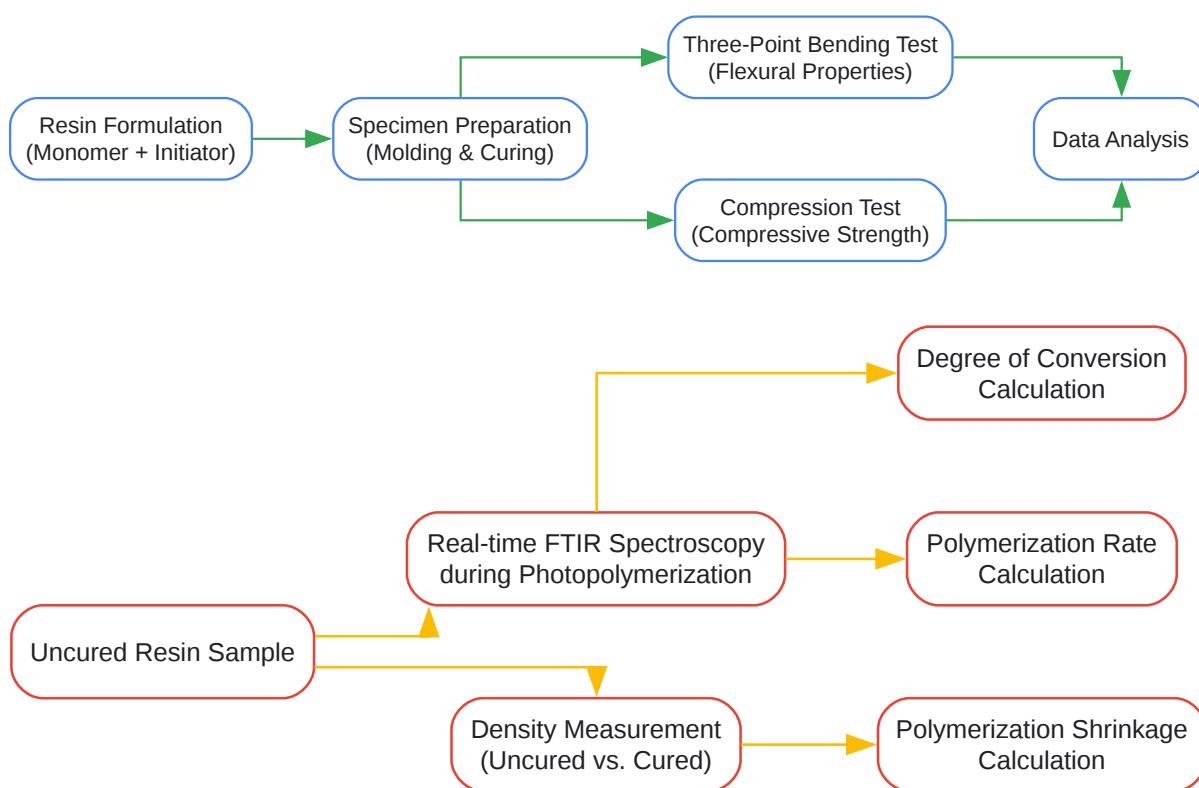 Three-Point Bending Test
(Flexural Properties)
Resin Formulation
(Monomer + Initiator)
Specimen Preparation
(Molding & Curing)
Data Analysis
Compression Test
(Compressive Strength)
Degree of Conversion
Calculation
Real-time FTIR Spectroscopy
during Photopolymerization
Polymerization Rate
Calculation
Uncured Resin Sample
Density Measurement
(Uncured vs. Cured)
Polymerization Shrinkage
Calculation